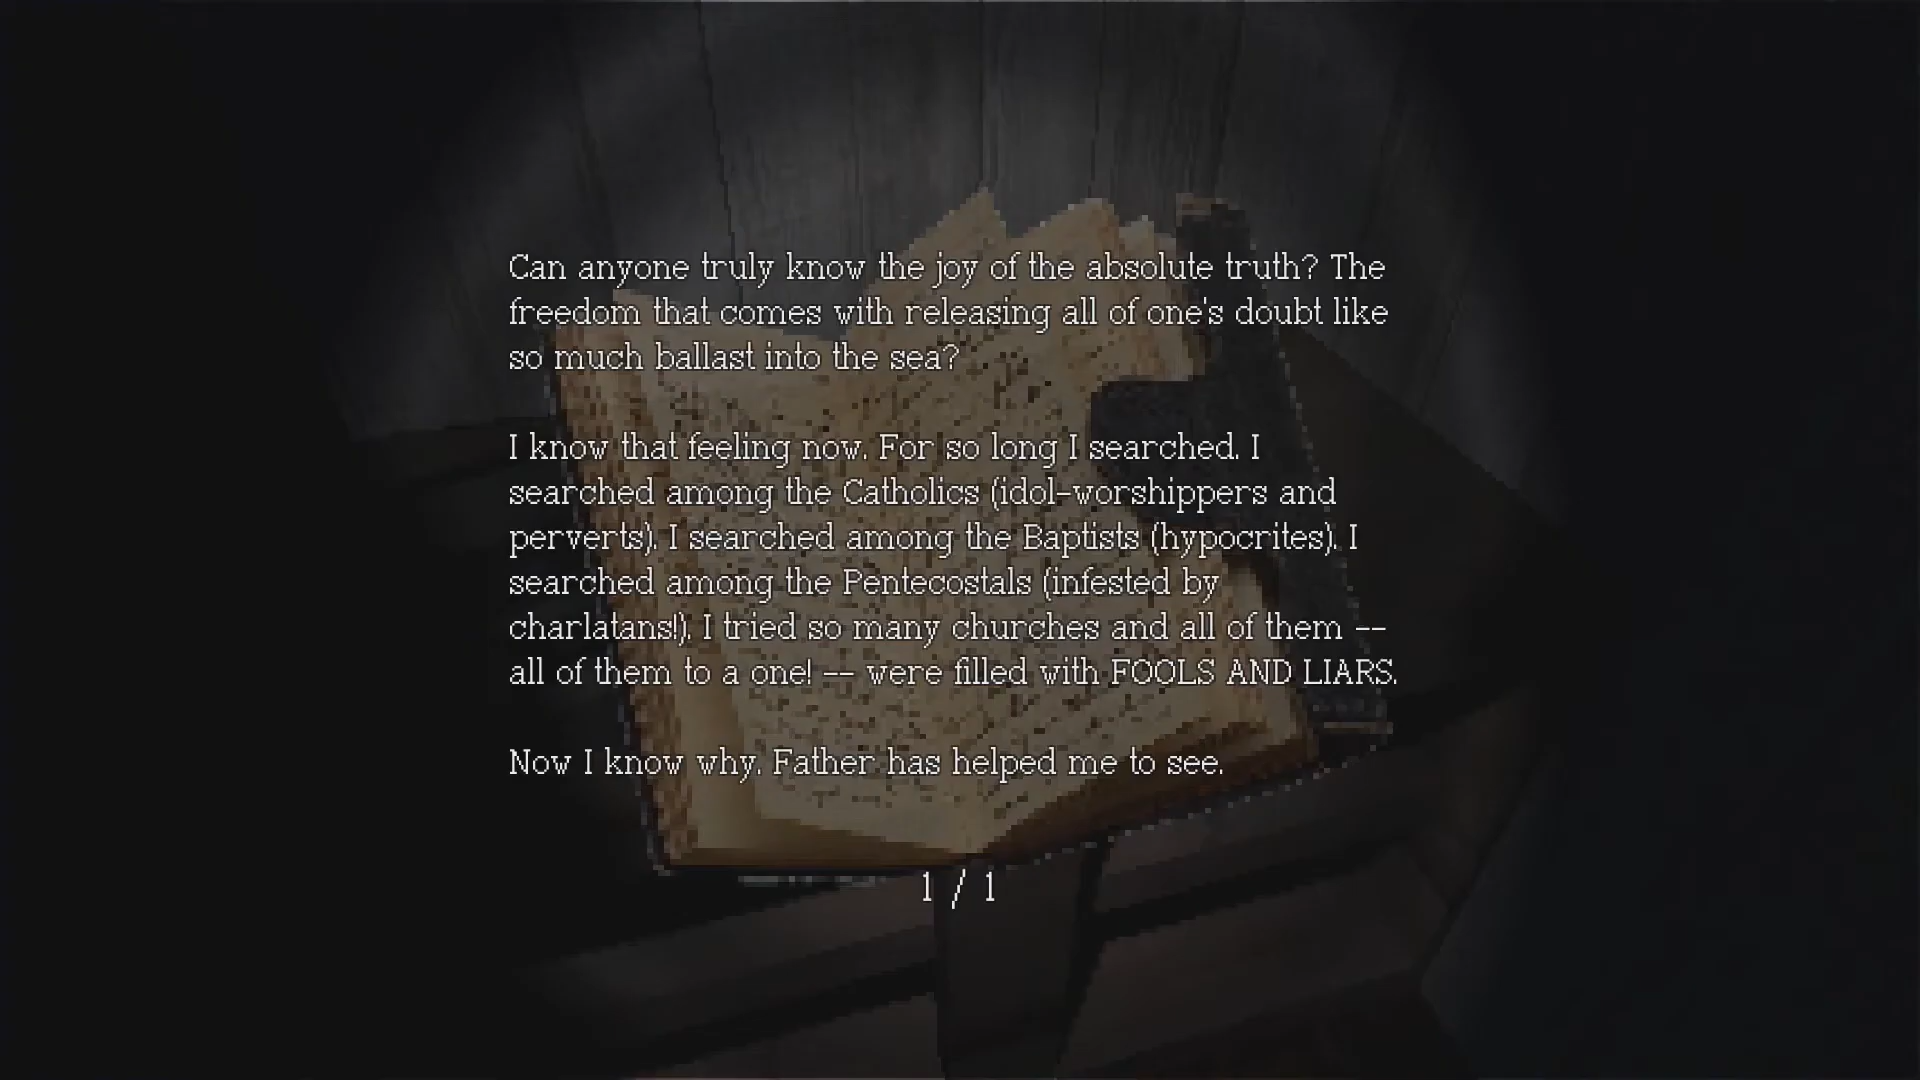 Can anyone truly know the joy of the absolute truth? The
freedom that comes with releasing all of one's doubt like
so much ballast into the sea?
I know that feeling now. For so long I searched. I
searched among the Catholics (idol-worshippers and
perverts). I searched among the Baptists (hypocrites). I
searched among the Pentecostals (infested by
charlatans!). I tried so many churches and all of them --
all of them to a one! -- were filled with FOOLS AND LIARS.
Now I know why. Father has helped me to see.
1 / 1